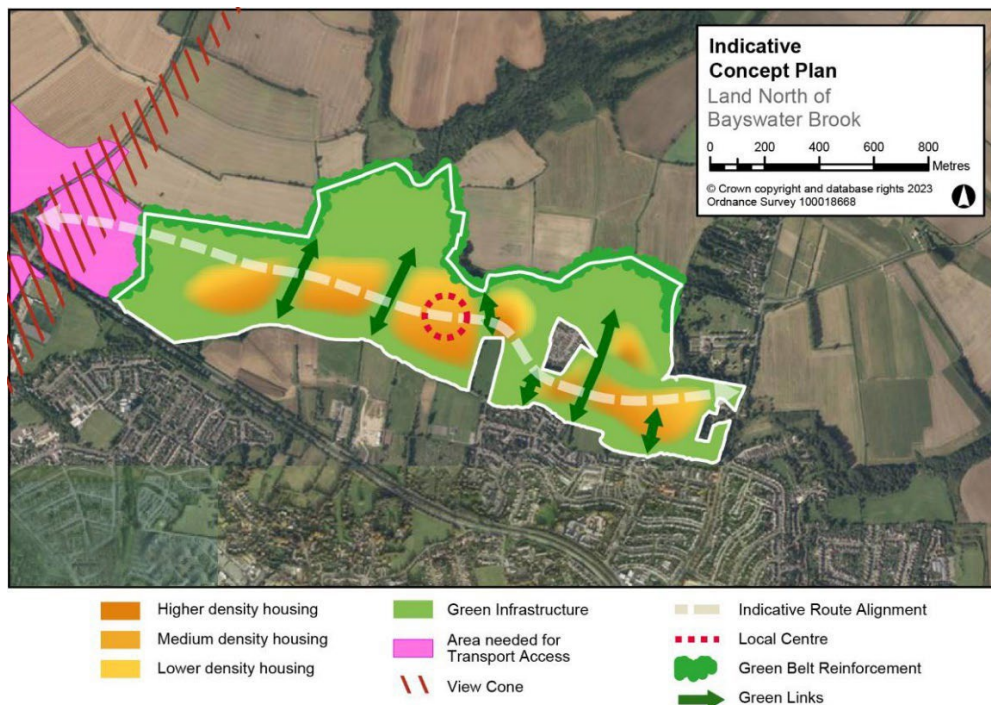 Indicative
Concept Plan
Land North of
Bayswater Brook
0 200 400 600 800
Metres
© Crown copyright and database rights 2023
Ordnance Survey 100018668
Higher density housing
Medium density housing
Lower density housing
Green Infrastructure
Area needed for
Transport Access
View Cone
Indicative Route Alignment
Local Centre
Green Belt Reinforcement
Green Links